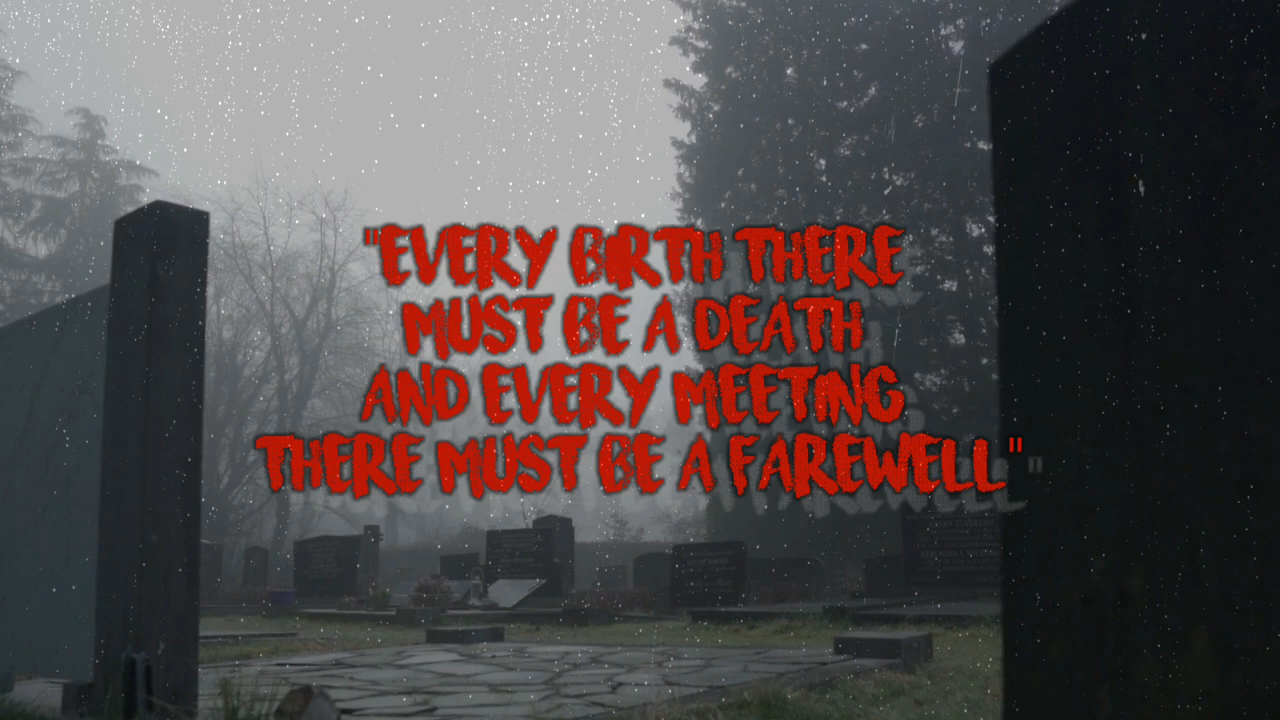 "EVERY BIRTH THERE
MUST BE A DEATH
AND EVERY MEETING
THERE MUST BE A FAREWELL"